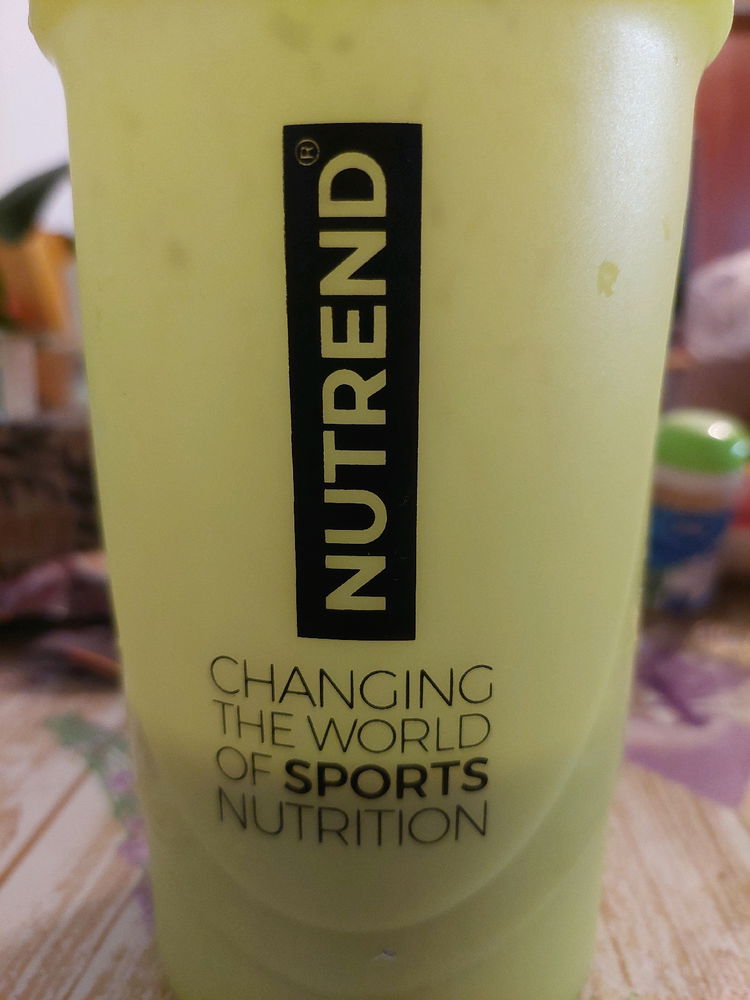 NUTREND®
CHANGING
THE WORLD
OF SPORTS
NUTRITION